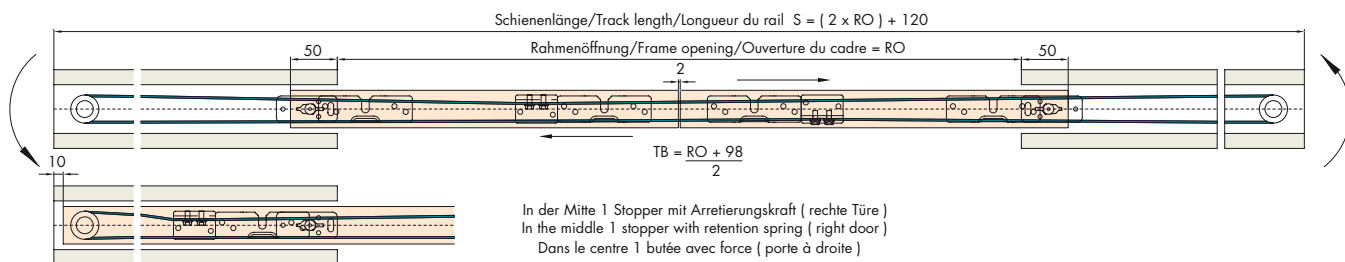 Schienenlänge/Track length/Longueur du rail S = ( 2 x RO ) + 120
50
Rahmenöffnung/Frame opening/Ouverture du cadre = RO
50
2
TB = RO + 98
2
10
In der Mitte 1 Stopper mit Arretierungskraft ( rechte Türe )
In the middle 1 stopper with retention spring ( right door )
Dans le centre 1 butée avec force ( porte à droite )